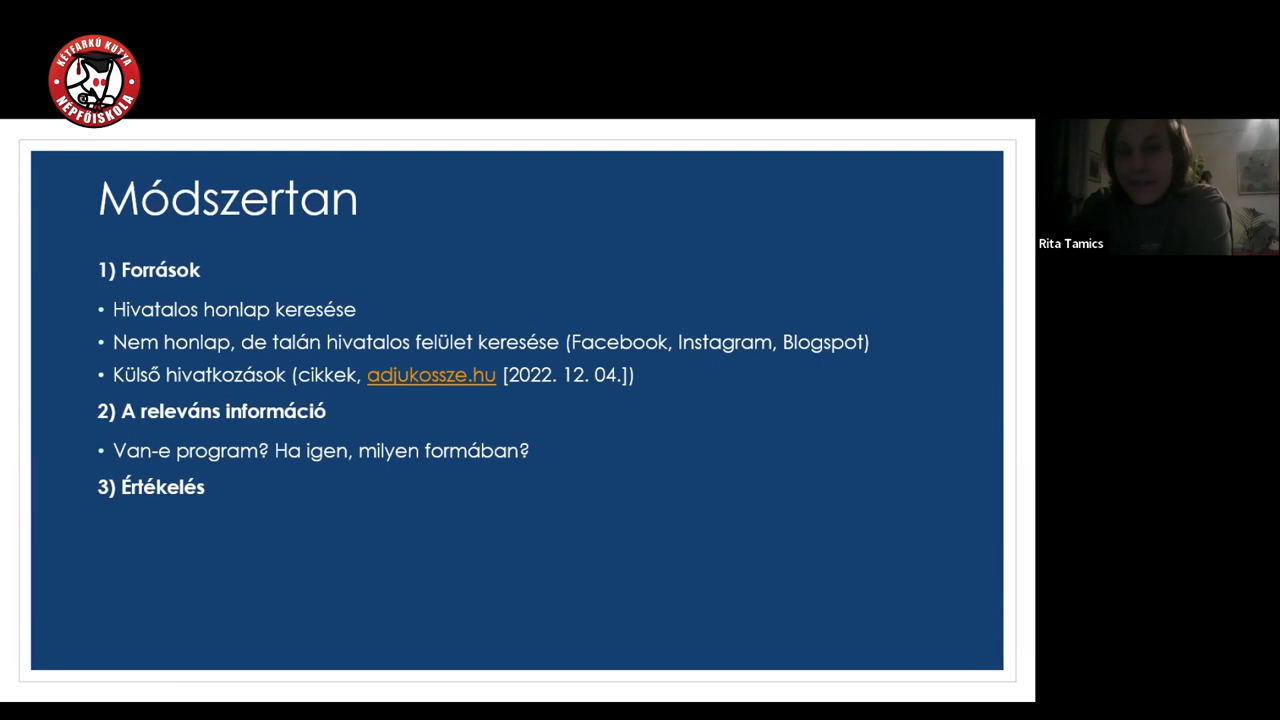 KÉTFARKÚ KUTYA
NÉPFŐISKOLA
Módszertan
1) Források
• Hivatalos honlap keresése
• Nem honlap, de talán hivatalos felület keresése (Facebook, Instagram, Blogspot)
• Külső hivatkozások (cikkek, adjukossze.hu [2022. 12. 04.])
2) A releváns információ
• Van-e program? Ha igen, milyen formában?
3) Értékelés
Rita Tamics